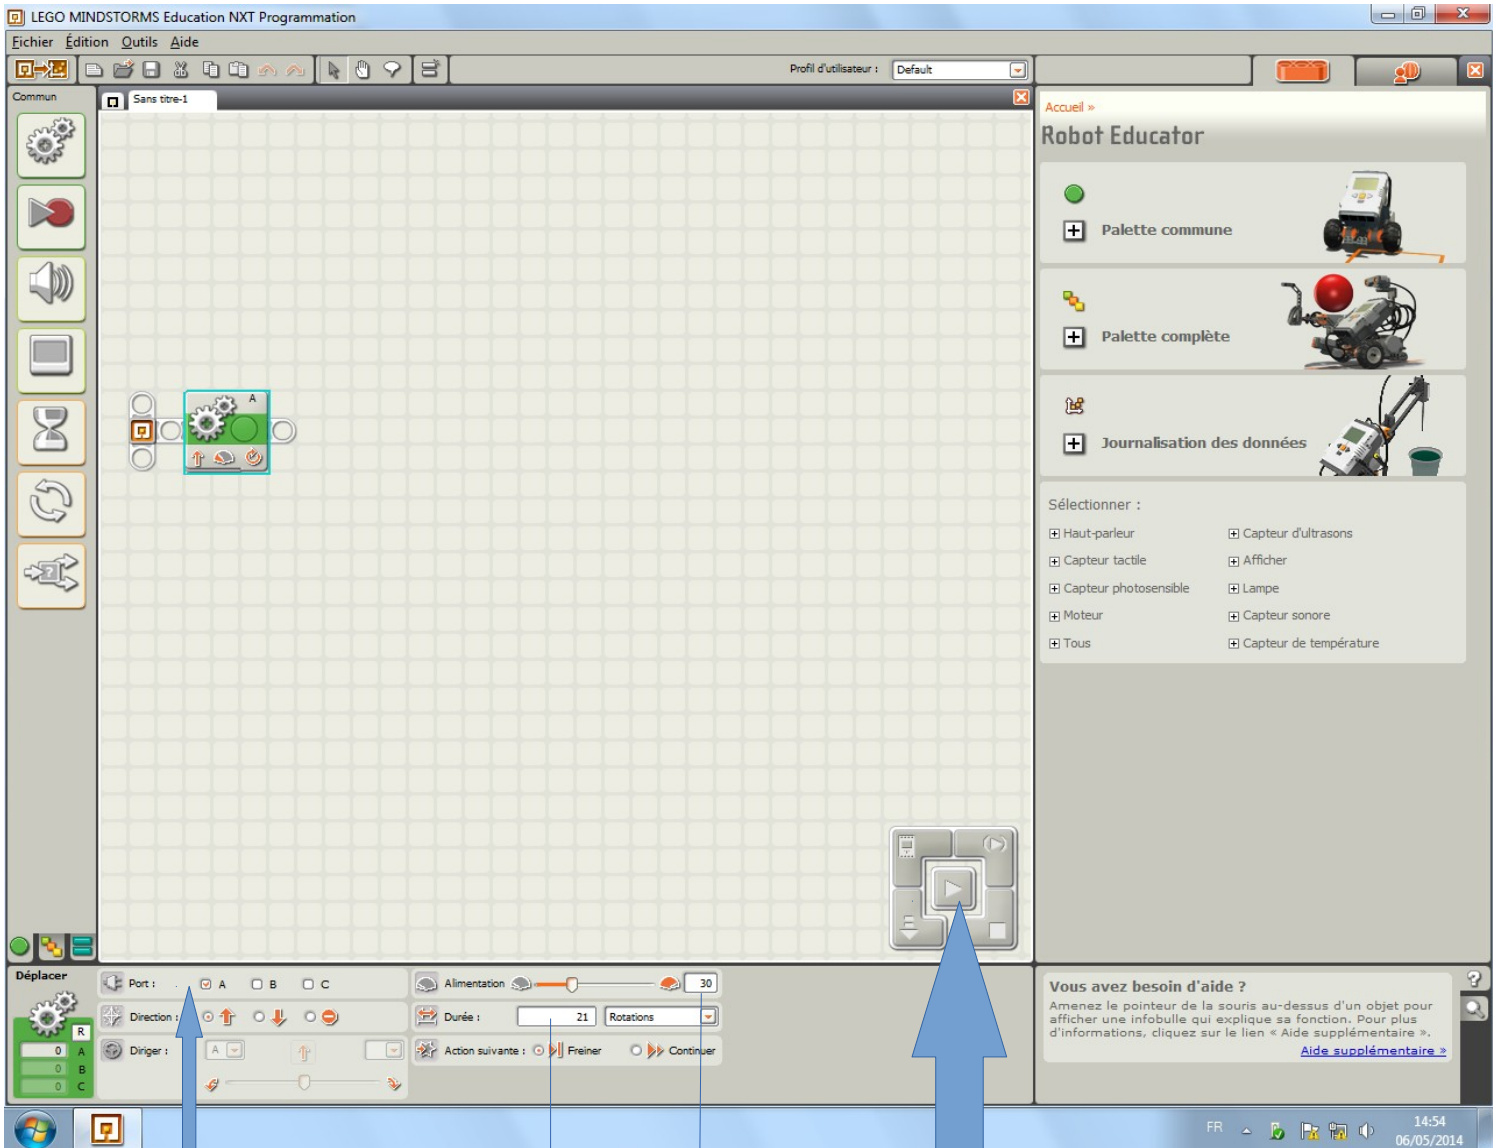 LEGO MINDSTORMS Education NXT Programmation
Fichier Édition Outils Aide
Profil d'utilisateur : Default
Commun
Sans titre-1
Accueil »
Robot Educator
Palette commune
Palette complète
Journalisation des données
Sélectionner :
Haut-parleur
Capteur d'ultrasons
Capteur tactile
Afficher
Capteur photosensible
Lampe
Moteur
Capteur sonore
Tous
Capteur de température
A
Déplacer
R
0 A
0 B
0 C
Port : A B C
Direction :
Diriger : A
Alimentation 30
Durée : 21 Rotations
Action suivante : Freiner Continuer
Vous avez besoin d'aide ?
Amenez le pointeur de la souris au-dessus d'un objet pour
afficher une infobulle qui explique sa fonction. Pour plus
d'informations, cliquez sur le lien « Aide supplémentaire ».
Aide supplémentaire »
FR
14:54
06/05/2014